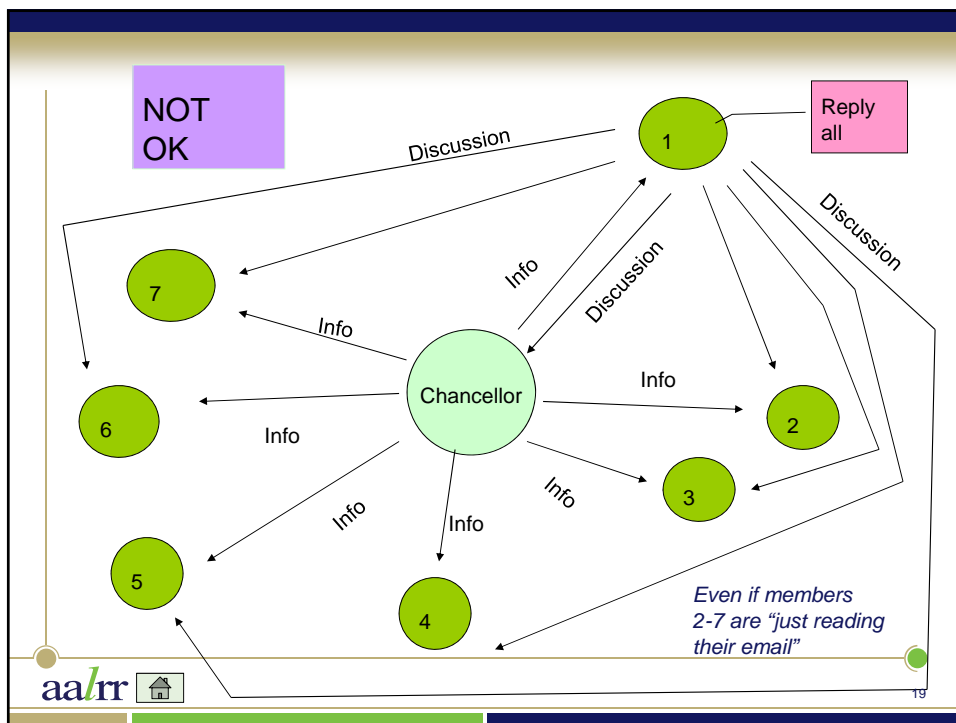 NOT
OK
Reply
all
1
Discussion
Discussion
7
Info
Discussion
Info
Chancellor
Info
2
6
Info
3
Info
Info
Info
5
4
Even if members
2-7 are “just reading
their email”
aalrr
19